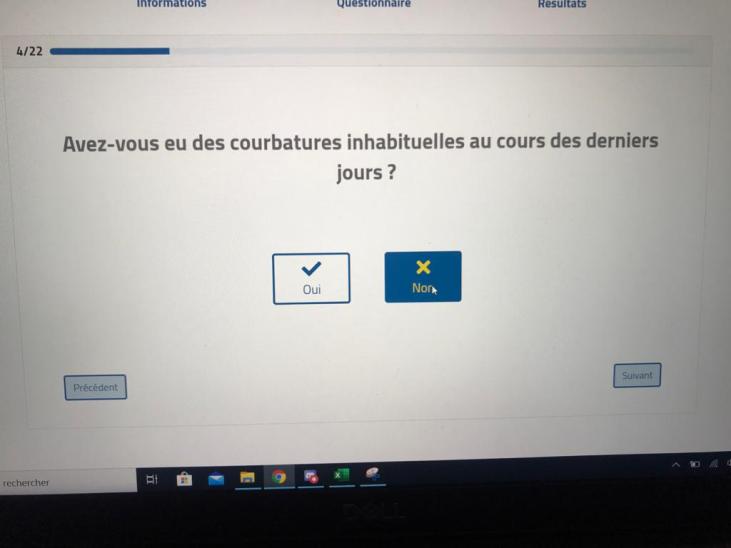 Informations
Questionnaire
Résultats
4/22
Avez-vous eu des courbatures inhabituelles au cours des derniers
jours ?
Oui
Non
Précédent
Suivant
rechercher
DELL